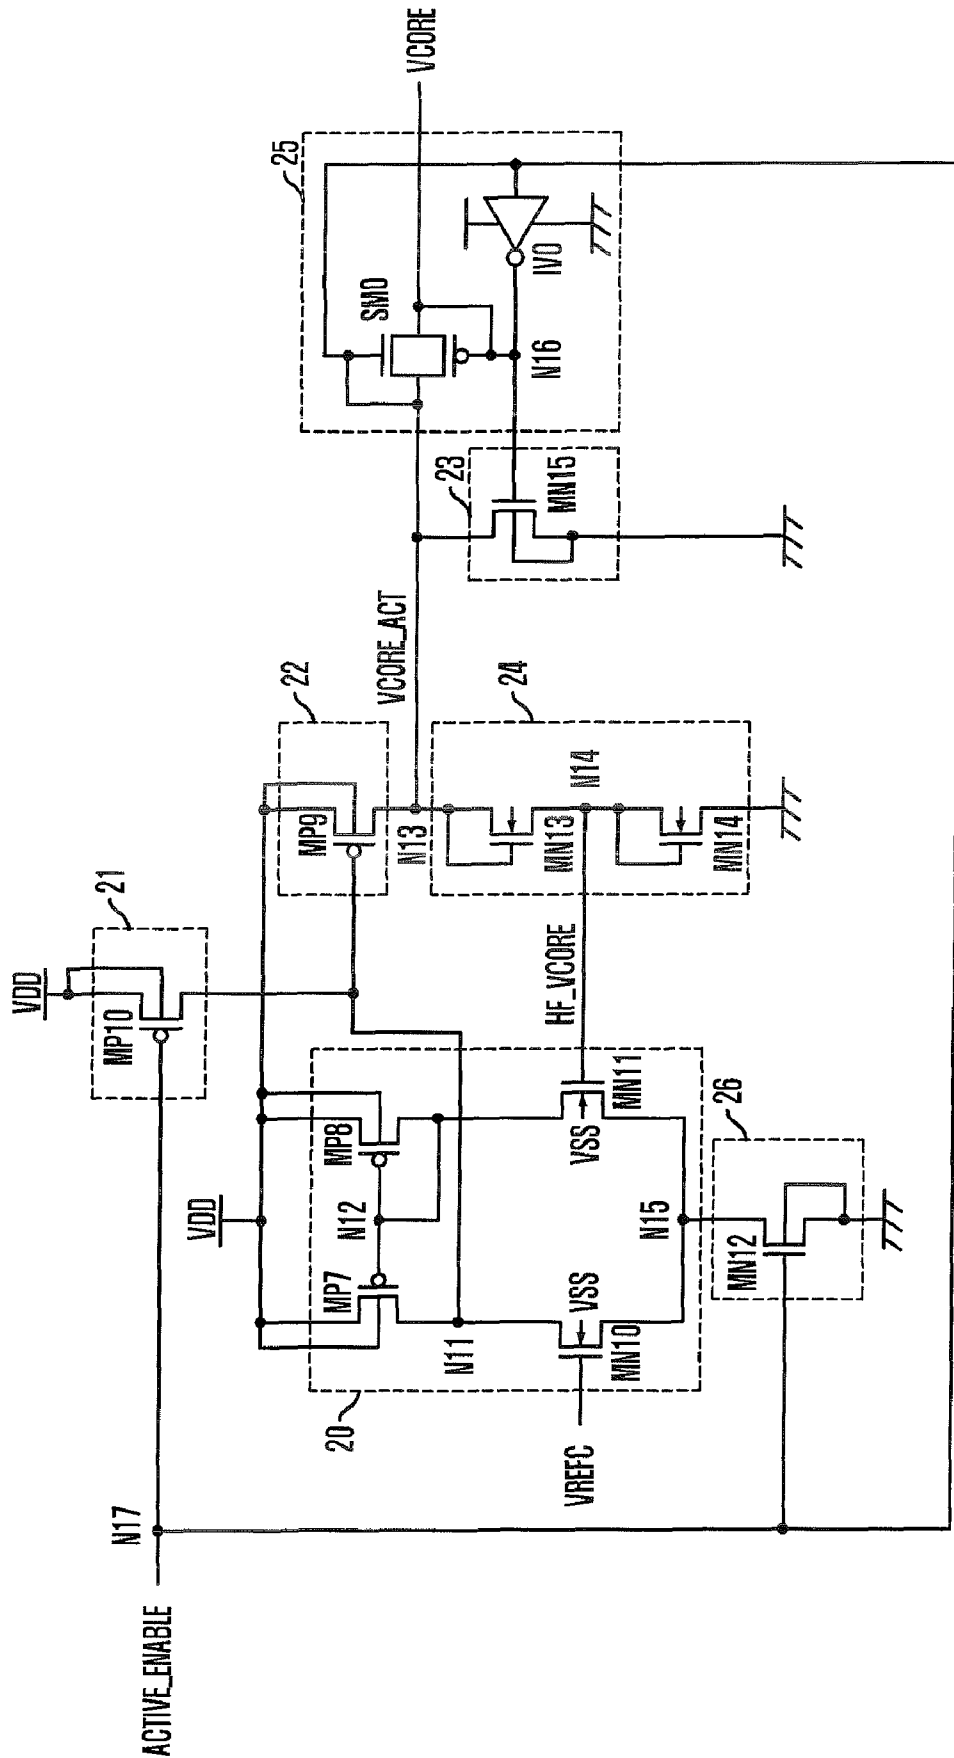 ACTIVE_ENABLE
N17
VDD
MP10
21
VDD
20
MP7
N12
MP8
N11
VREFC
MN10
VSS
VSS
MN11
N15
MN12
26
HF_VCORE
MP9
22
N13
VCORE_ACT
MN13
N14
24
MN14
23
MN15
25
SM0
N16
IV0
VCORE